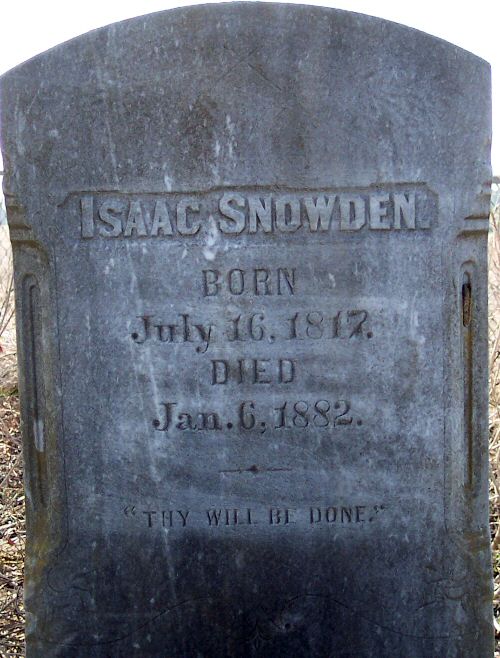 ISAAC SNOWDEN.
BORN
July 16, 1817.
DIED
Jan. 6, 1882.
"THY WILL BE DONE."